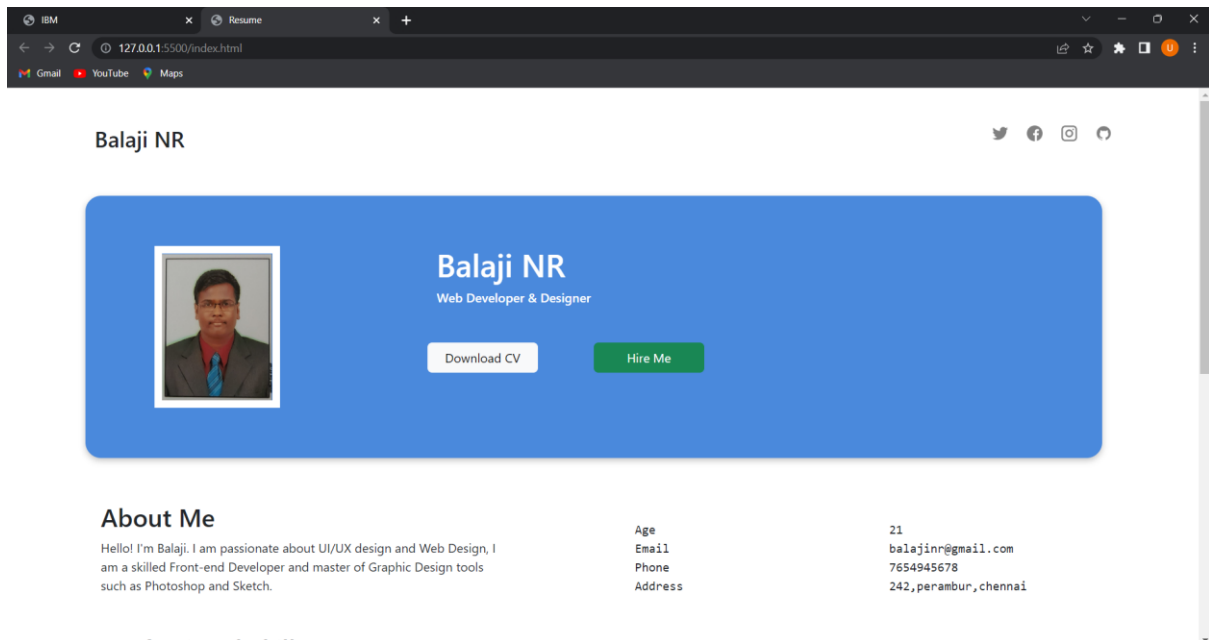 IBM
Resume
127.0.0.1:5500/index.html
U
Gmail
YouTube
Maps
Balaji NR
Balaji NR
Web Developer & Designer
Download CV
Hire Me
About Me
Hello! I'm Balaji. I am passionate about UI/UX design and Web Design, I
am a skilled Front-end Developer and master of Graphic Design tools
such as Photoshop and Sketch.
Age 21
Email balajinr@gmail.com
Phone 7654945678
Address 242,perambur,chennai